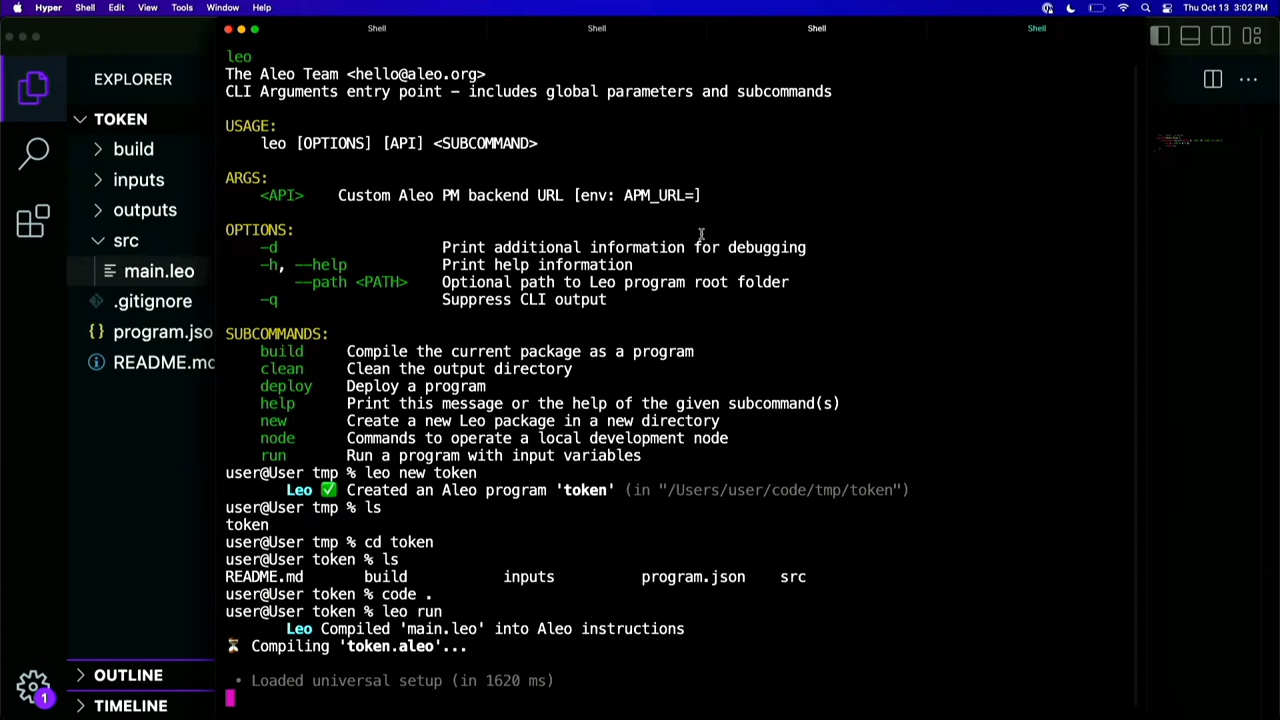 Hyper Shell Edit View Tools Window Help Thu Oct 13 3:02 PM
Shell Shell Shell Shell
EXPLORER
TOKEN
build
inputs
outputs
src
main.leo
.gitignore
{} program.jso
README.md
OUTLINE
TIMELINE
1
leo
The Aleo Team <hello@aleo.org>
CLI Arguments entry point - includes global parameters and subcommands
USAGE:
leo [OPTIONS] [API] <SUBCOMMAND>
ARGS:
<API> Custom Aleo PM backend URL [env: APM_URL=]
OPTIONS:
-d Print additional information for debugging
-h, --help Print help information
--path <PATH> Optional path to Leo program root folder
-q Suppress CLI output
SUBCOMMANDS:
build Compile the current package as a program
clean Clean the output directory
deploy Deploy a program
help Print this message or the help of the given subcommand(s)
new Create a new Leo package in a new directory
node Commands to operate a local development node
run Run a program with input variables
user@User tmp % leo new token
Leo ✅ Created an Aleo program 'token' (in "/Users/user/code/tmp/token")
user@User tmp % ls
token
user@User tmp % cd token
user@User token % ls
README.md build inputs program.json src
user@User token % code .
user@User token % leo run
Leo Compiled 'main.leo' into Aleo instructions
⏳ Compiling 'token.aleo'...
• Loaded universal setup (in 1620 ms)